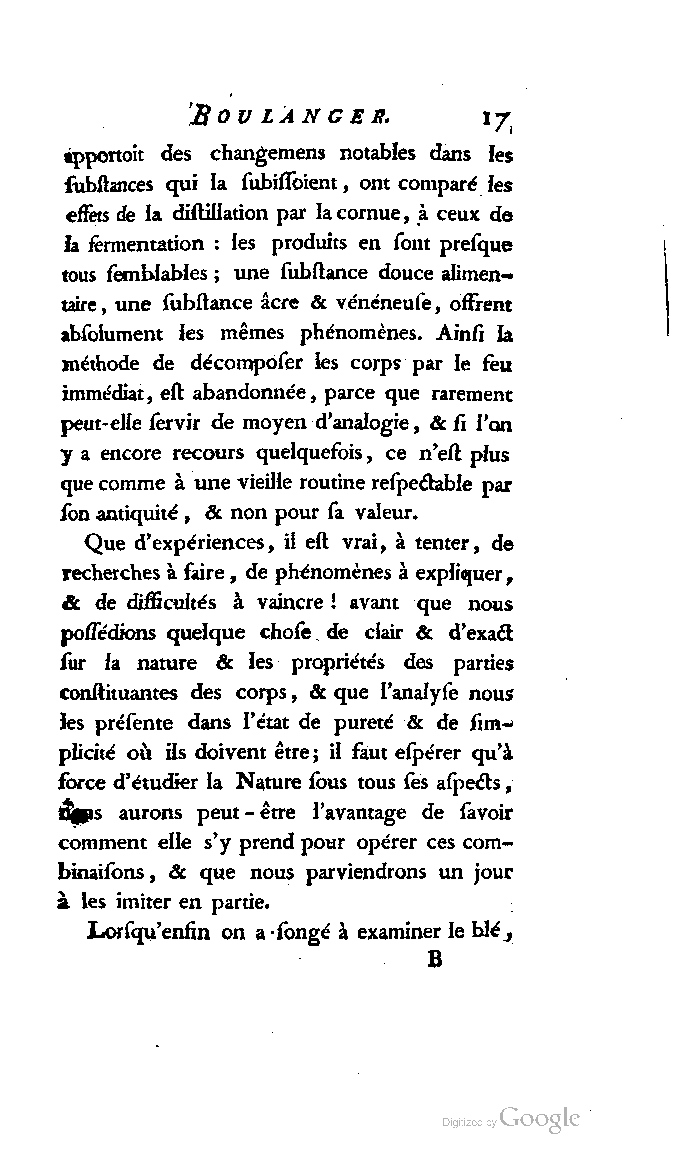 BOULANGER. 17
apportoit des changemens notables dans les
ſubſtances qui la ſubiſſoient, ont comparé les
effets de la diſtillation par la cornue, à ceux de
la fermentation : les produits en ſont preſque
tous ſemblables ; une ſubſtance douce alimen-
taire, une ſubſtance âcre & vénéneuſe, offrent
abſolument les mêmes phénomènes. Ainſi la
méthode de décompoſer les corps par le feu
immédiat, eſt abandonnée, parce que rarement
peut-elle ſervir de moyen d'analogie, & ſi l'on
y a encore recours quelquefois, ce n'eſt plus
que comme à une vieille routine reſpectable par
ſon antiquité, & non pour ſa valeur.
Que d'expériences, il eſt vrai, à tenter, de
recherches à faire, de phénomènes à expliquer,
& de difficultés à vaincre ! avant que nous
poſſédions quelque choſe de clair & d'exact
ſur la nature & les propriétés des parties
conſtituantes des corps, & que l'analyſe nous
les préſente dans l'état de pureté & de ſim-
plicité où ils doivent être ; il faut eſpérer qu'à
force d'étudier la Nature ſous tous ſes aſpects,
aurons peut-être l'avantage de ſavoir
comment elle s'y prend pour opérer ces com-
binaiſons, & que nous parviendrons un jour
à les imiter en partie.
Lorſqu'enfin on a ſongé à examiner le blé,
B
Digitized by Google